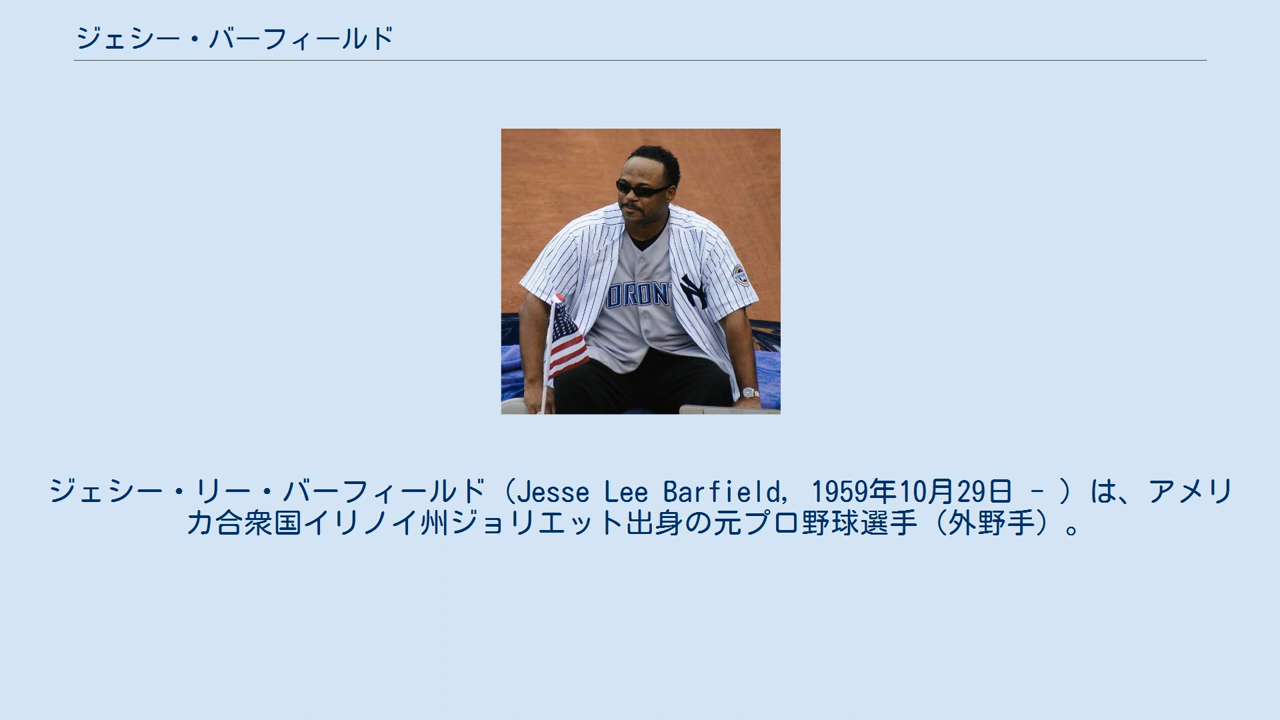 ジェシー・バーフィールド
ORON
NY
ジェシー・リー・バーフィールド（Jesse Lee Barfield, 1959年10月29日 - ）は、アメリ
カ合衆国イリノイ州ジョリエット出身の元プロ野球選手（外野手）。